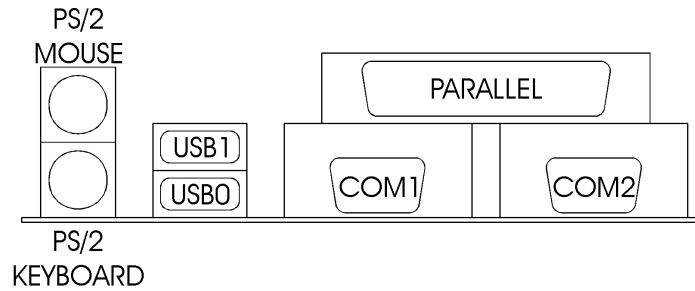 PS/2
MOUSE
PARALLEL
USB1
USB0
COM1
COM2
PS/2
KEYBOARD